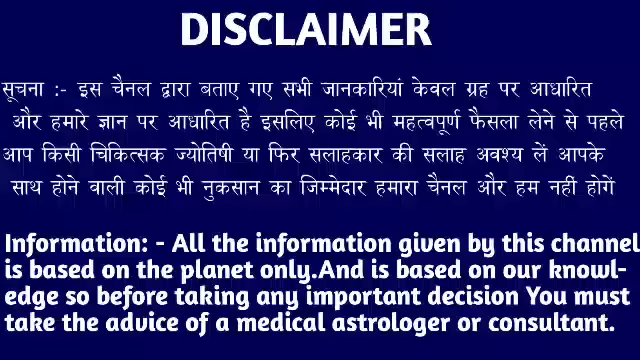 DISCLAIMER
सूचना :- इस चैनल द्वारा बताए गए सभी जानकारियां केवल ग्रह पर आधारित
और हमारे ज्ञान पर आधारित है इसलिए कोई भी महत्वपूर्ण फैसला लेने से पहले
आप किसी चिकित्सक ज्योतिषी या फिर सलाहकार की सलाह अवश्य लें आपके
साथ होने वाली कोई भी नुकसान का जिम्मेदार हमारा चैनल और हम नहीं होगें
Information: - All the information given by this channel
is based on the planet only.And is based on our knowl-
edge so before taking any important decision You must
take the advice of a medical astrologer or consultant.